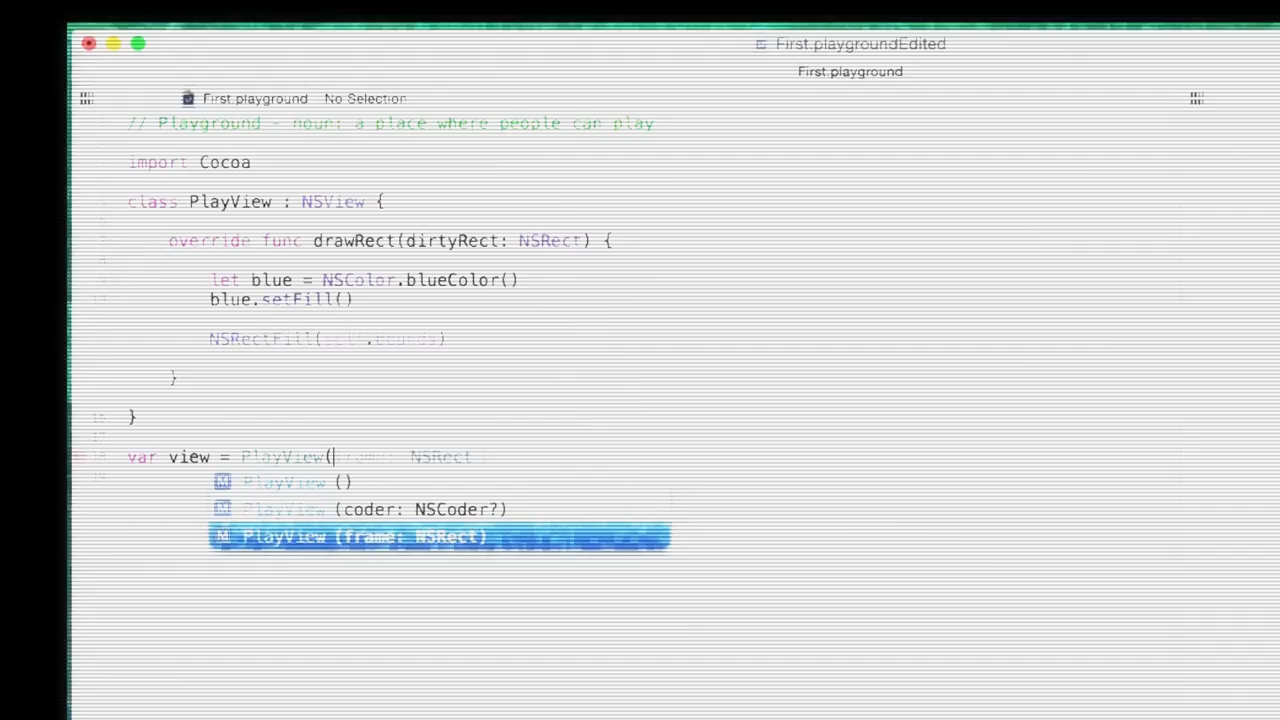 First.playgroundEdited
First.playground
First.playground No Selection
// Playground - noun: a place where people can play
import Cocoa
class PlayView : NSView {
override func drawRect(dirtyRect: NSRect) {
let blue = NSColor.blueColor()
blue.setFill()
NSRectFill(self.bounds)
}
}
var view = PlayView(frame: NSRect
PlayView ()
PlayView (coder: NSCoder?)
PlayView (frame: NSRect)